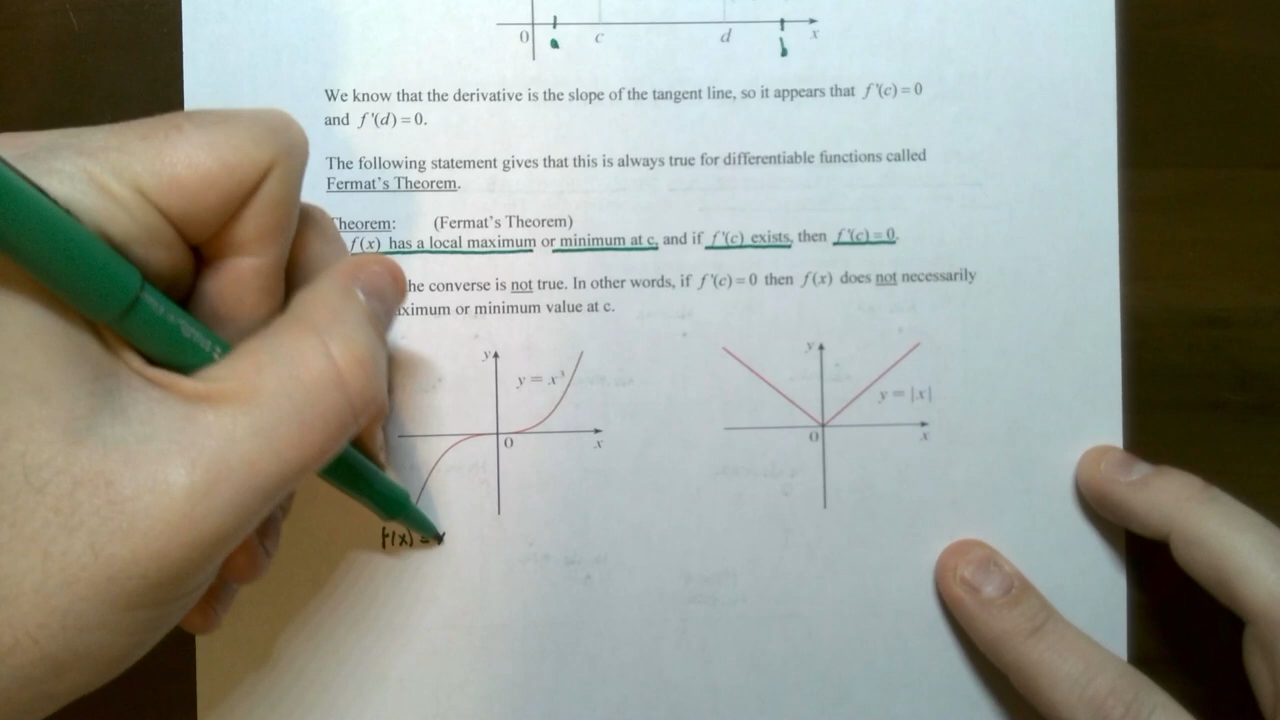 0 a c d b x
We know that the derivative is the slope of the tangent line, so it appears that f'(c) = 0
and f'(d) = 0.
The following statement gives that this is always true for differentiable functions called
Fermat's Theorem.
heorem: (Fermat's Theorem)
f(x) has a local maximum or minimum at c, and if f'(c) exists, then f'(c) = 0.
he converse is not true. In other words, if f'(c) = 0 then f(x) does not necessarily
ximum or minimum value at c.
y y = x³ 0 x
y y = |x| 0 x
f(x) = x